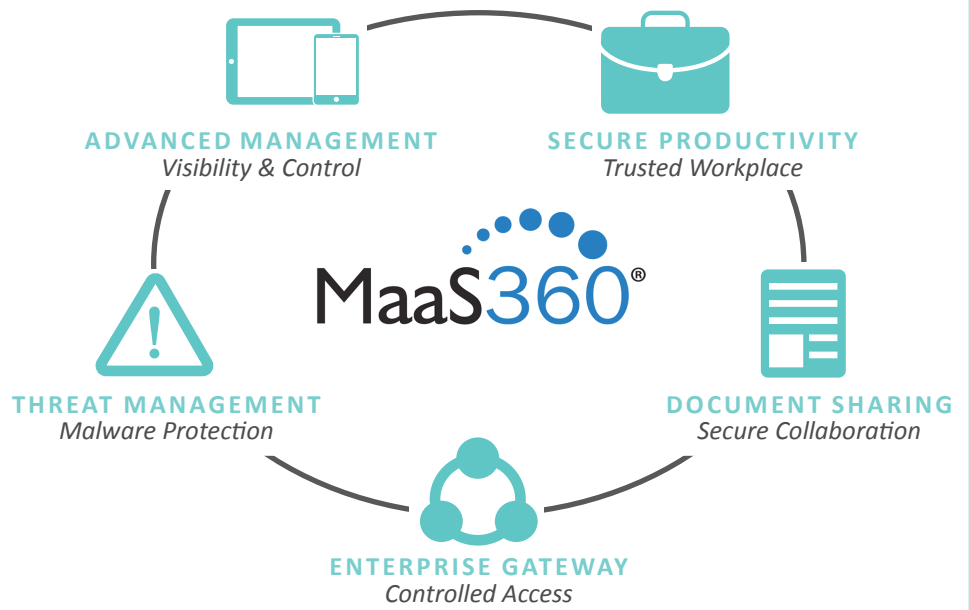 ADVANCED MANAGEMENT
Visibility & Control
SECURE PRODUCTIVITY
Trusted Workplace
MaaS360®
THREAT MANAGEMENT
Malware Protection
DOCUMENT SHARING
Secure Collaboration
ENTERPRISE GATEWAY
Controlled Access